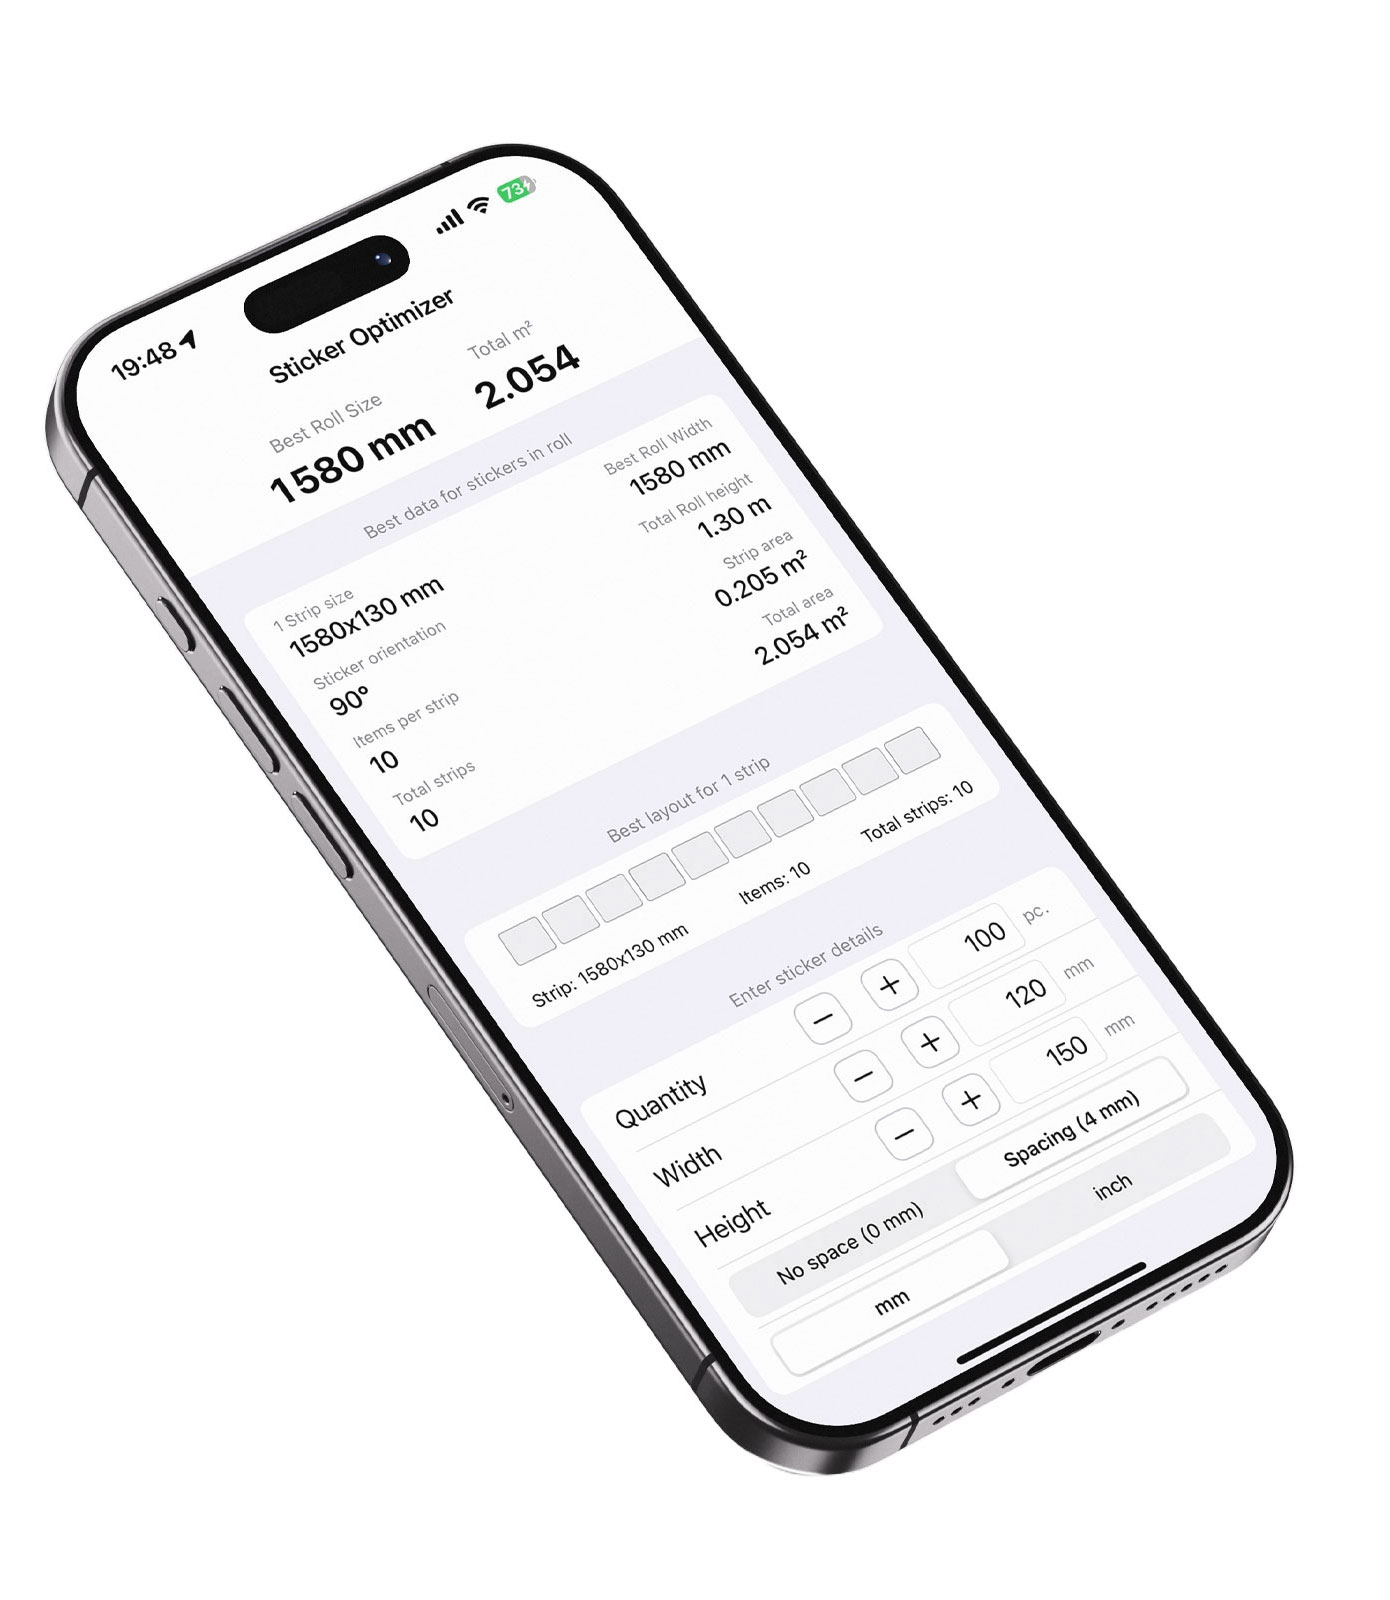 19:48
73
Sticker Optimizer
Best Roll Size
1580 mm
Total m²
2.054
Best data for stickers in roll
1 Strip size
1580x130 mm
Sticker orientation
90°
Items per strip
10
Total strips
10
Best Roll Width
1580 mm
Total Roll height
1.30 m
Strip area
0.205 m²
Total area
2.054 m²
Best layout for 1 strip
Strip: 1580x130 mm
Items: 10
Total strips: 10
Enter sticker details
Quantity − + 100 pc.
Width − + 120 mm
Height − + 150 mm
No space (0 mm) Spacing (4 mm)
mm inch